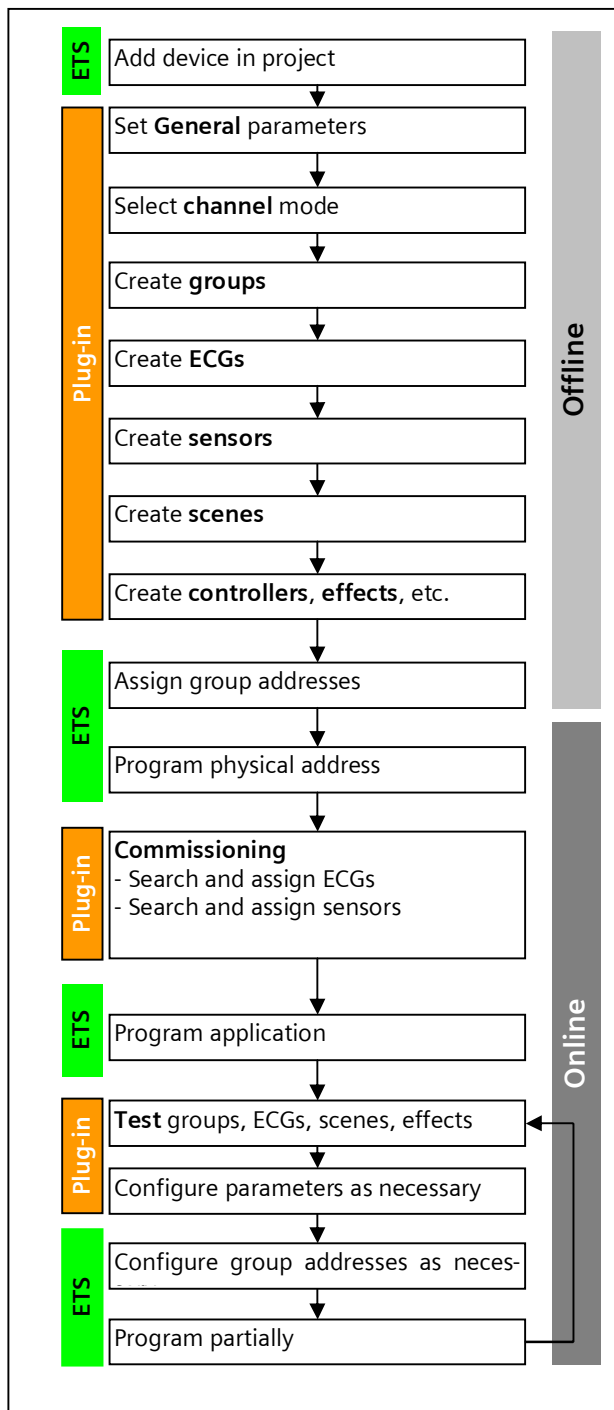 ETS
Add device in project
Plug-in
Set General parameters
Select channel mode
Create groups
Create ECGs
Create sensors
Create scenes
Create controllers, effects, etc.
Offline
ETS
Assign group addresses
Program physical address
Plug-in
Commissioning
- Search and assign ECGs
- Search and assign sensors
ETS
Program application
Online
Plug-in
Test groups, ECGs, scenes, effects
Configure parameters as necessary
ETS
Configure group addresses as neces-
Program partially